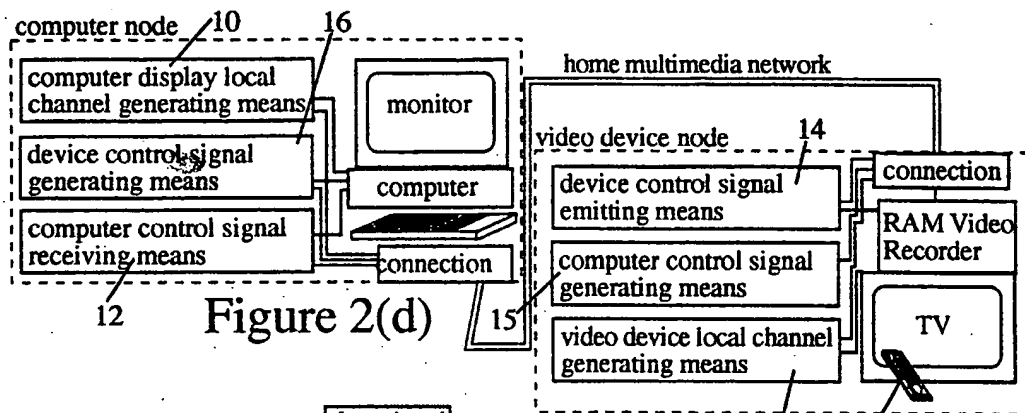 computer node
10
16
computer display local
channel generating means
device control signal
generating means
computer control signal
receiving means
12
monitor
computer
connection
Figure 2(d)
home multimedia network
video device node
14
device control signal
emitting means
computer control signal
generating means
15
video device local channel
generating means
connection
RAM Video
Recorder
TV